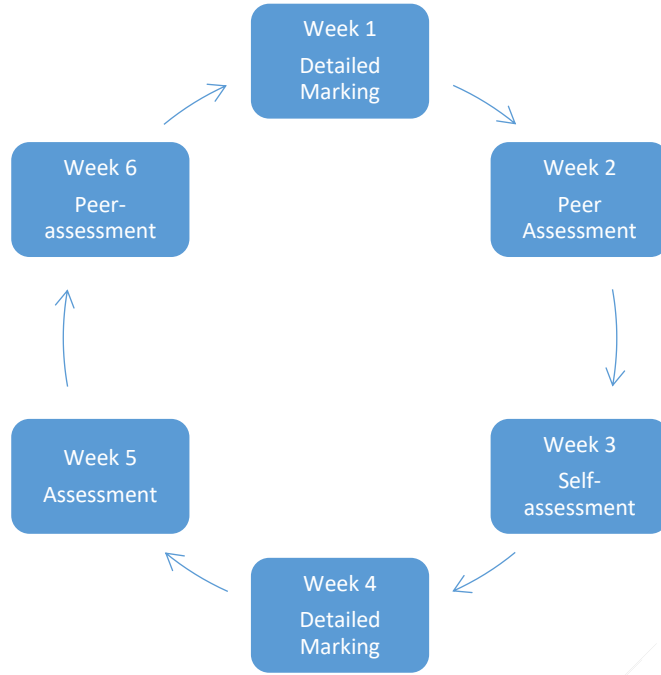 Week 1
Detailed
Marking
Week 2
Peer
Assessment
Week 3
Self-
assessment
Week 4
Detailed
Marking
Week 5
Assessment
Week 6
Peer-
assessment